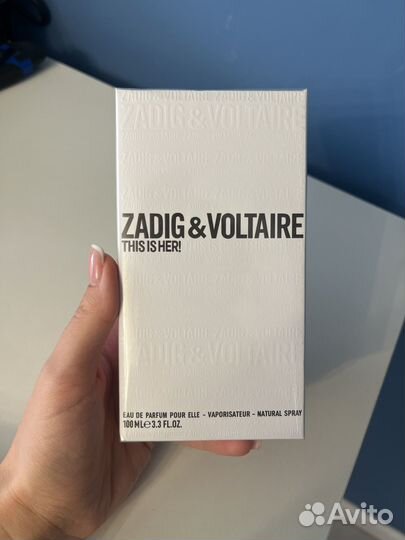 ZADIG & VOLTAIRE ZADIG & VOLTAIRE
ZADIG&VOLTAIRE
ZADIG&VOLTAIRE
THIS IS HER!
ZADIG&VOLTAIRE
EAU DE PARFUM POUR ELLE - VAPORISATEUR - NATURAL SPRAY
100 ML e 3.3 FL.OZ.
Avito